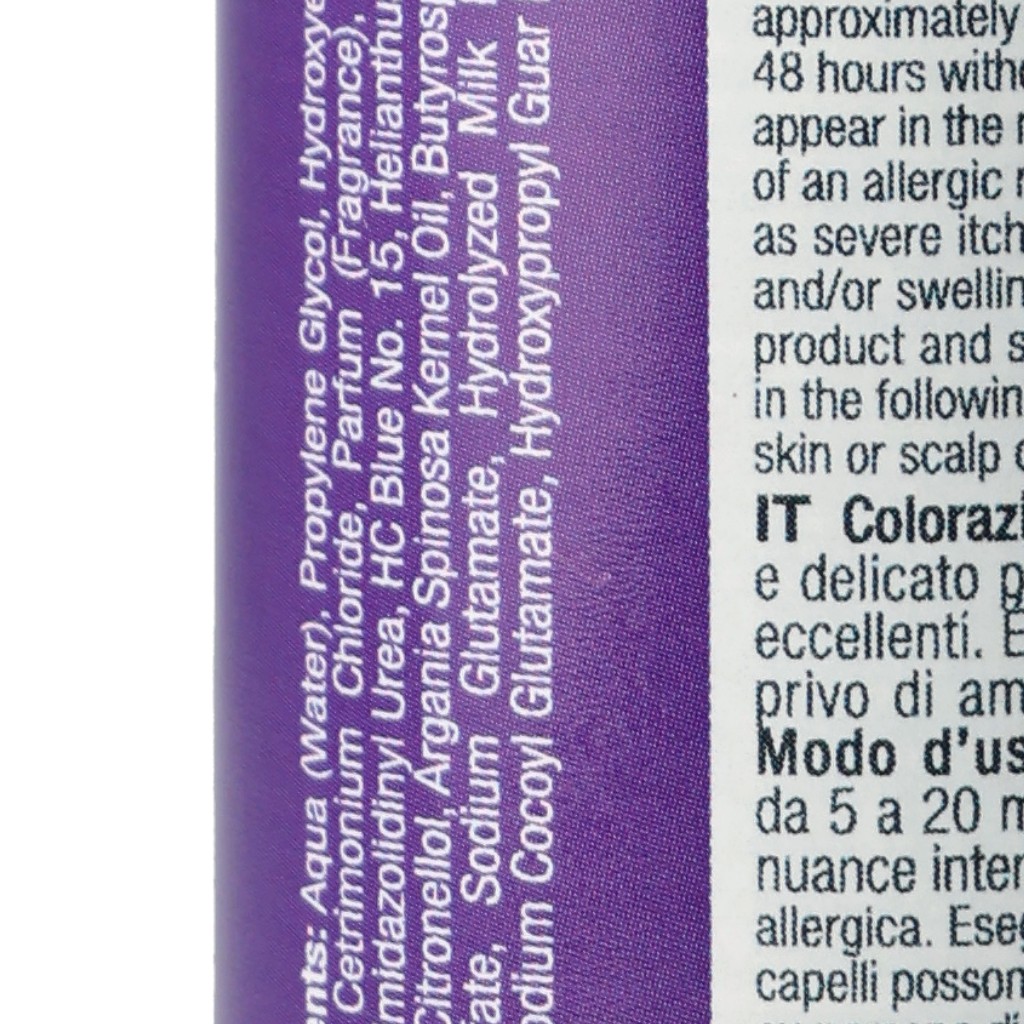 ents: Aqua (Water), Propylene Glycol, Hydroxye
Cetrimonium Chloride, Parfum (Fragrance),
midazolidinyl Urea, HC Blue No. 15, Helianthu
Citronellol, Argania Spinosa Kernel Oil, Butyrosp
ate, Sodium Glutamate, Hydrolyzed Milk
odium Cocoyl Glutamate, Hydroxypropyl Guar
approximately
48 hours witho
appear in the r
of an allergic r
as severe itch
and/or swellin
product and s
in the followin
skin or scalp
IT Coloraz
e delicato p
eccellenti. E
privo di am
Modo d'us
da 5 a 20 m
nuance inter
allergica. Eseg
capelli posson